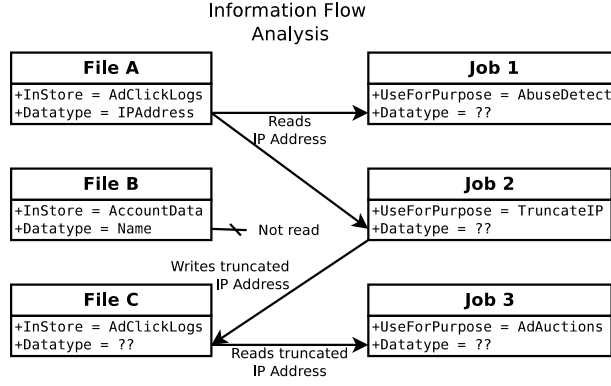 Information Flow
Analysis
File A
+InStore = AdClickLogs
+Datatype = IPAddress
Job 1
+UseForPurpose = AbuseDetect
+Datatype = ??
Reads
IP Address
File B
+InStore = AccountData
+Datatype = Name
Not read
Job 2
+UseForPurpose = TruncateIP
+Datatype = ??
Writes truncated
IP Address
File C
+InStore = AdClickLogs
+Datatype = ??
Job 3
+UseForPurpose = AdAuctions
+Datatype = ??
Reads truncated
IP Address